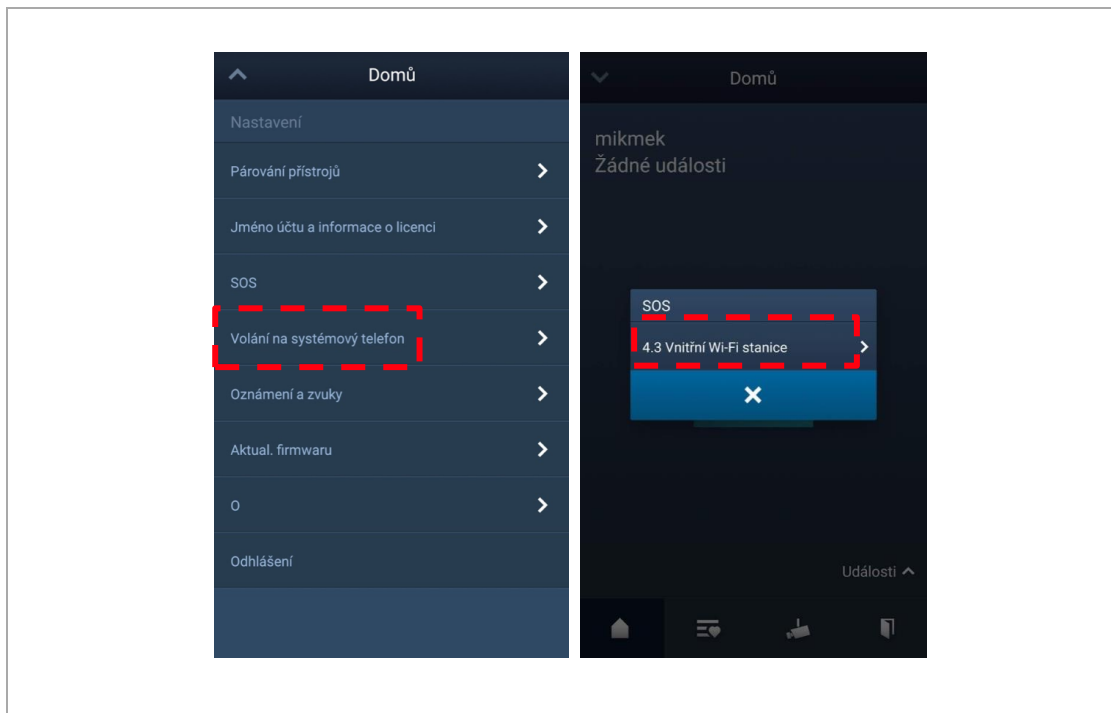 Domů
Nastavení
Párování přístrojů
Jméno účtu a informace o licenci
SOS
Volání na systémový telefon
Oznámení a zvuky
Aktual. firmwaru
O
Odhlášení
Domů
mikmek
Žádné události
SOS
4.3 Vnitřní Wi-Fi stanice
Události